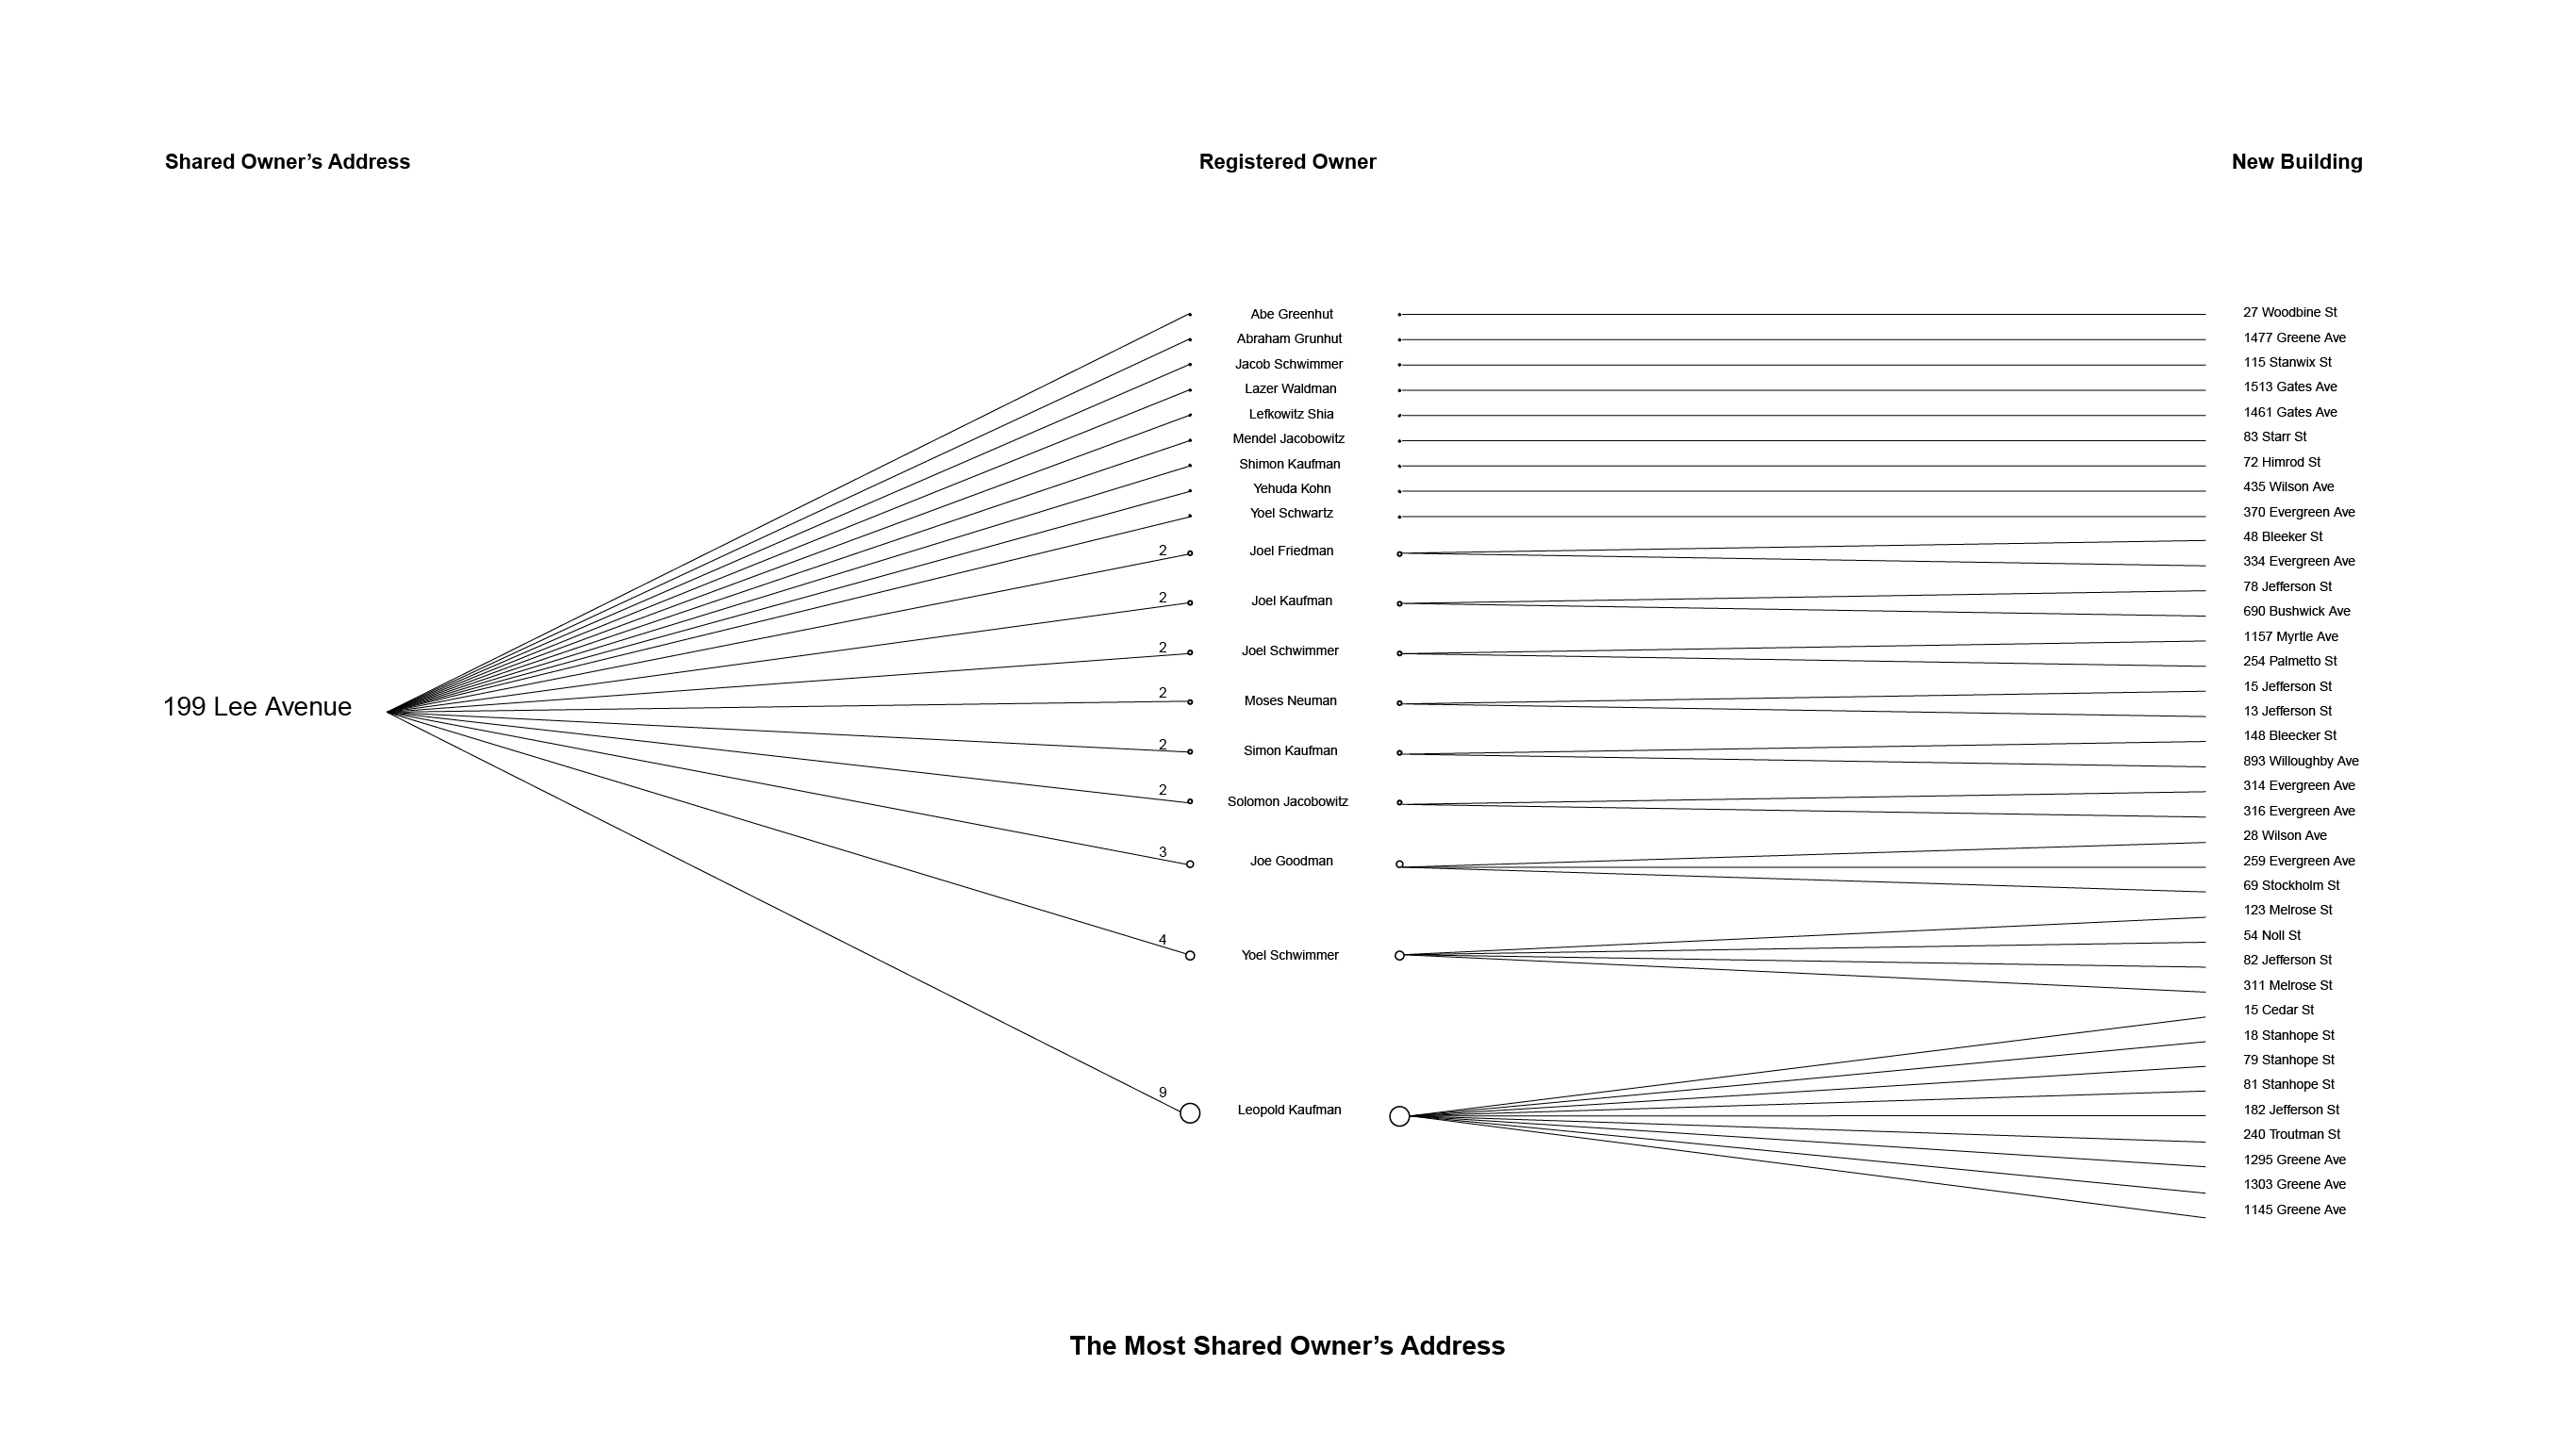 Shared Owner’s Address
Registered Owner
New Building
199 Lee Avenue
Abe Greenhut
27 Woodbine St
Abraham Grunhut
1477 Greene Ave
Jacob Schwimmer
115 Stanwix St
Lazer Waldman
1513 Gates Ave
Lefkowitz Shia
1461 Gates Ave
Mendel Jacobowitz
83 Starr St
Shimon Kaufman
72 Himrod St
Yehuda Kohn
435 Wilson Ave
Yoel Schwartz
370 Evergreen Ave
2
Joel Friedman
48 Bleeker St
334 Evergreen Ave
2
Joel Kaufman
78 Jefferson St
690 Bushwick Ave
2
Joel Schwimmer
1157 Myrtle Ave
254 Palmetto St
2
Moses Neuman
15 Jefferson St
13 Jefferson St
2
Simon Kaufman
148 Bleecker St
893 Willoughby Ave
2
Solomon Jacobowitz
314 Evergreen Ave
316 Evergreen Ave
3
Joe Goodman
28 Wilson Ave
259 Evergreen Ave
69 Stockholm St
4
Yoel Schwimmer
123 Melrose St
54 Noll St
82 Jefferson St
311 Melrose St
9
Leopold Kaufman
15 Cedar St
18 Stanhope St
79 Stanhope St
81 Stanhope St
182 Jefferson St
240 Troutman St
1295 Greene Ave
1303 Greene Ave
1145 Greene Ave
The Most Shared Owner’s Address